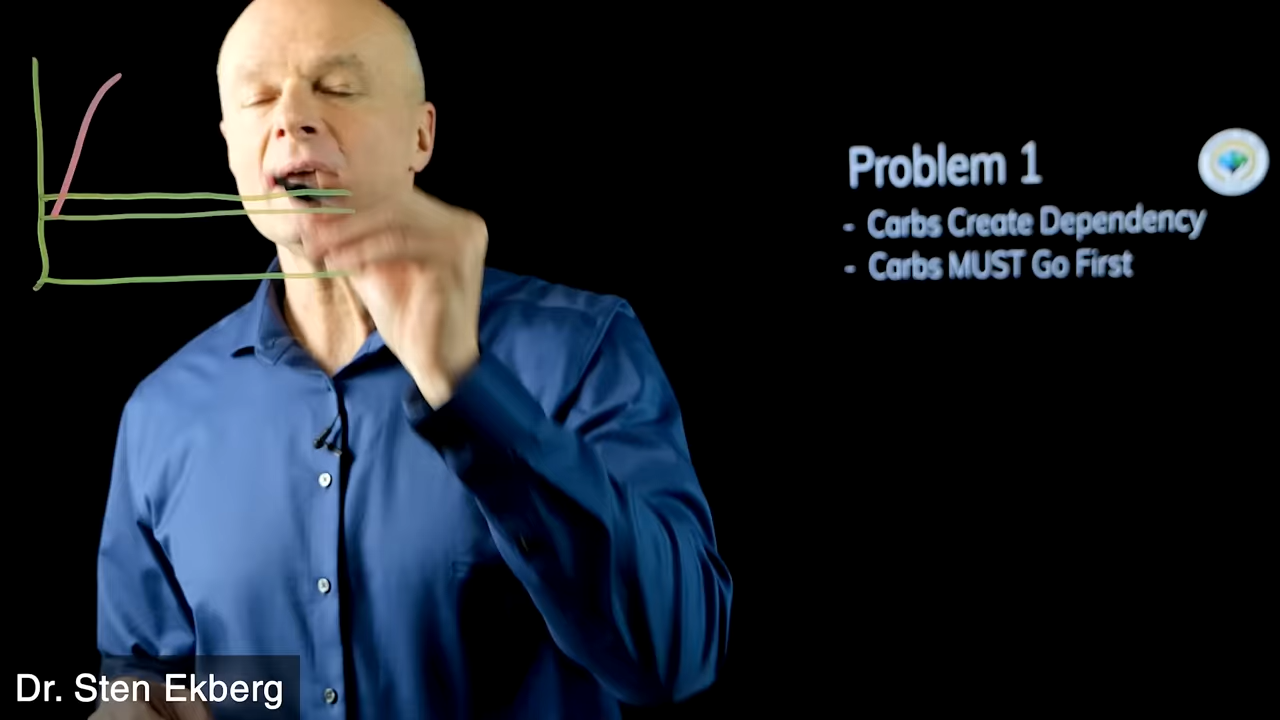 Problem 1
- Carbs Create Dependency
- Carbs MUST Go First
Dr. Sten Ekberg